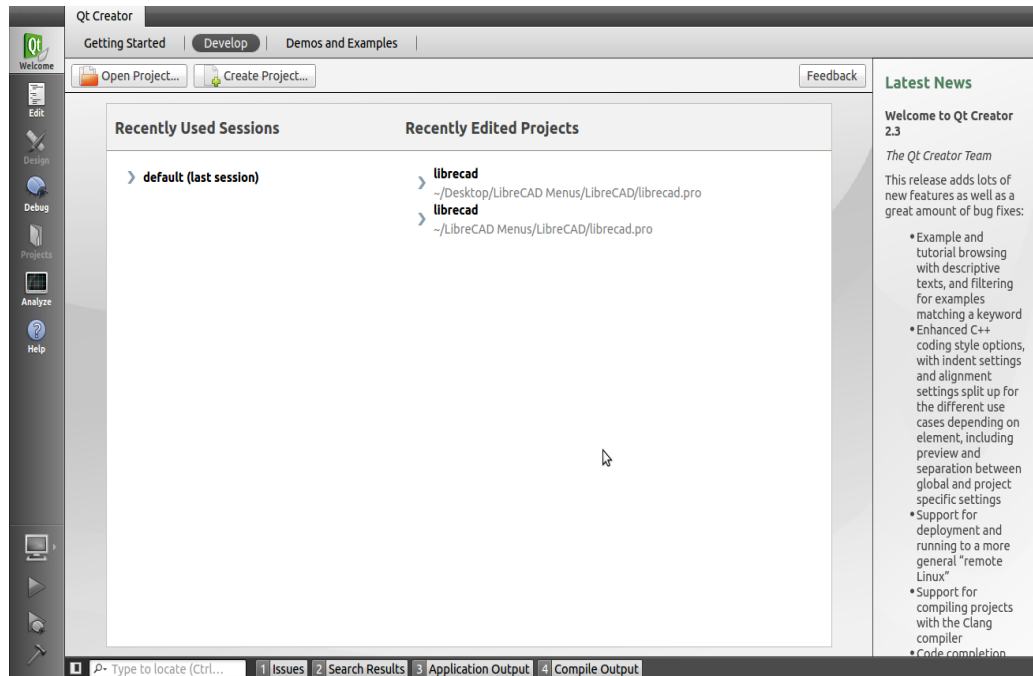 Qt Creator
Getting Started
Develop
Demos and Examples
Welcome
Edit
Design
Debug
Projects
Analyze
Help
Open Project...
Create Project...
Feedback
Recently Used Sessions
default (last session)
Recently Edited Projects
librecad
~/Desktop/LibreCAD Menus/LibreCAD/librecad.pro
librecad
~/LibreCAD Menus/LibreCAD/librecad.pro
Latest News
Welcome to Qt Creator
2.3
The Qt Creator Team
This release adds lots of
new features as well as a
great amount of bug fixes:
•Example and
tutorial browsing
with descriptive
texts, and filtering
for examples
matching a keyword
•Enhanced C++
coding style options,
with indent settings
and alignment
settings split up for
the different use
cases depending on
element, including
preview and
separation between
global and project
specific settings
•Support for
deployment and
running to a more
general “remote
Linux”
•Support for
compiling projects
with the Clang
compiler
•Code completion
Type to locate (Ctrl...
1 Issues
2 Search Results
3 Application Output
4 Compile Output